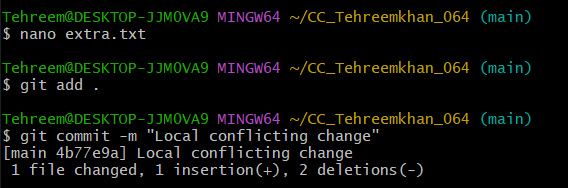 Tehreem@DESKTOP-JJM0VA9 MINGW64 ~/CC_Tehreemkhan_064 (main)
$ nano extra.txt
Tehreem@DESKTOP-JJM0VA9 MINGW64 ~/CC_Tehreemkhan_064 (main)
$ git add .
Tehreem@DESKTOP-JJM0VA9 MINGW64 ~/CC_Tehreemkhan_064 (main)
$ git commit -m "Local conflicting change"
[main 4b77e9a] Local conflicting change
 1 file changed, 1 insertion(+), 2 deletions(-)